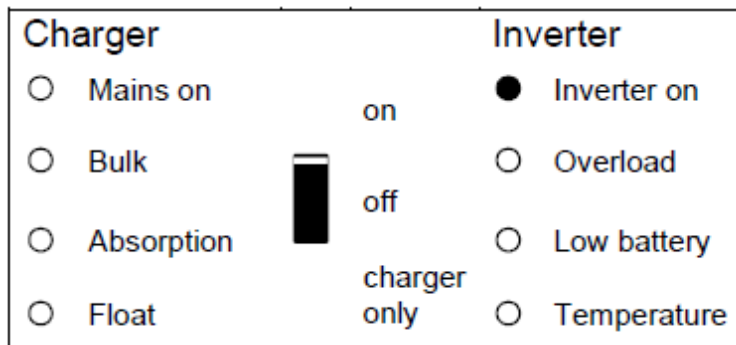 Charger
Inverter
Mains on
on
Inverter on
Bulk
Overload
off
Absorption
Low battery
charger
only
Float
Temperature